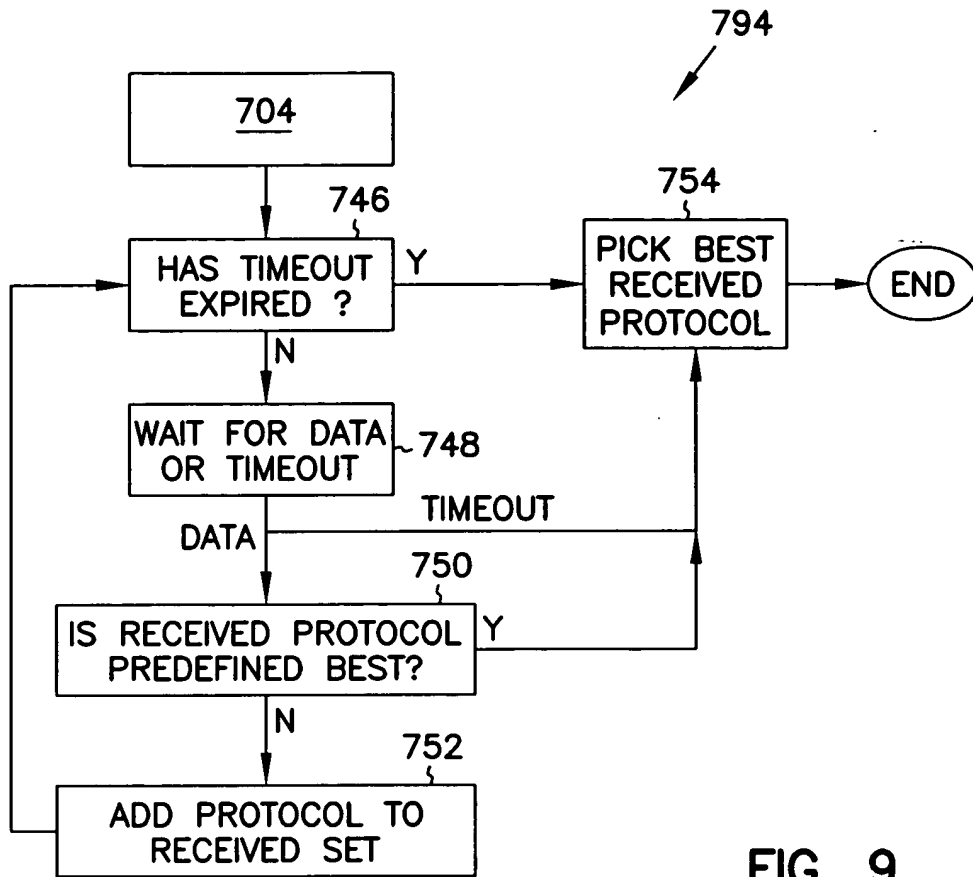 794
704
746
HAS TIMEOUT
EXPIRED ?
Y
N
754
PICK BEST
RECEIVED
PROTOCOL
END
WAIT FOR DATA
OR TIMEOUT
748
TIMEOUT
DATA
750
IS RECEIVED PROTOCOL
PREDEFINED BEST?
Y
N
752
ADD PROTOCOL TO
RECEIVED SET
FIG. 9